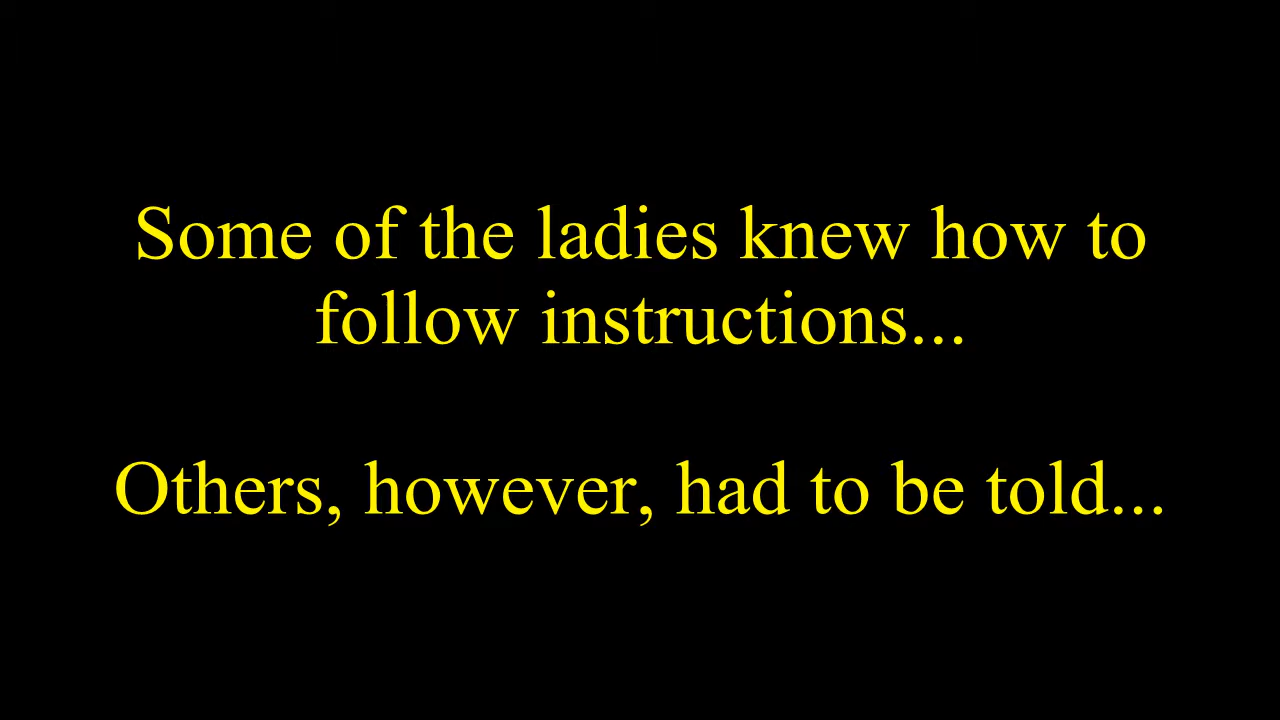 Some of the ladies knew how to
follow instructions...
Others, however, had to be told...